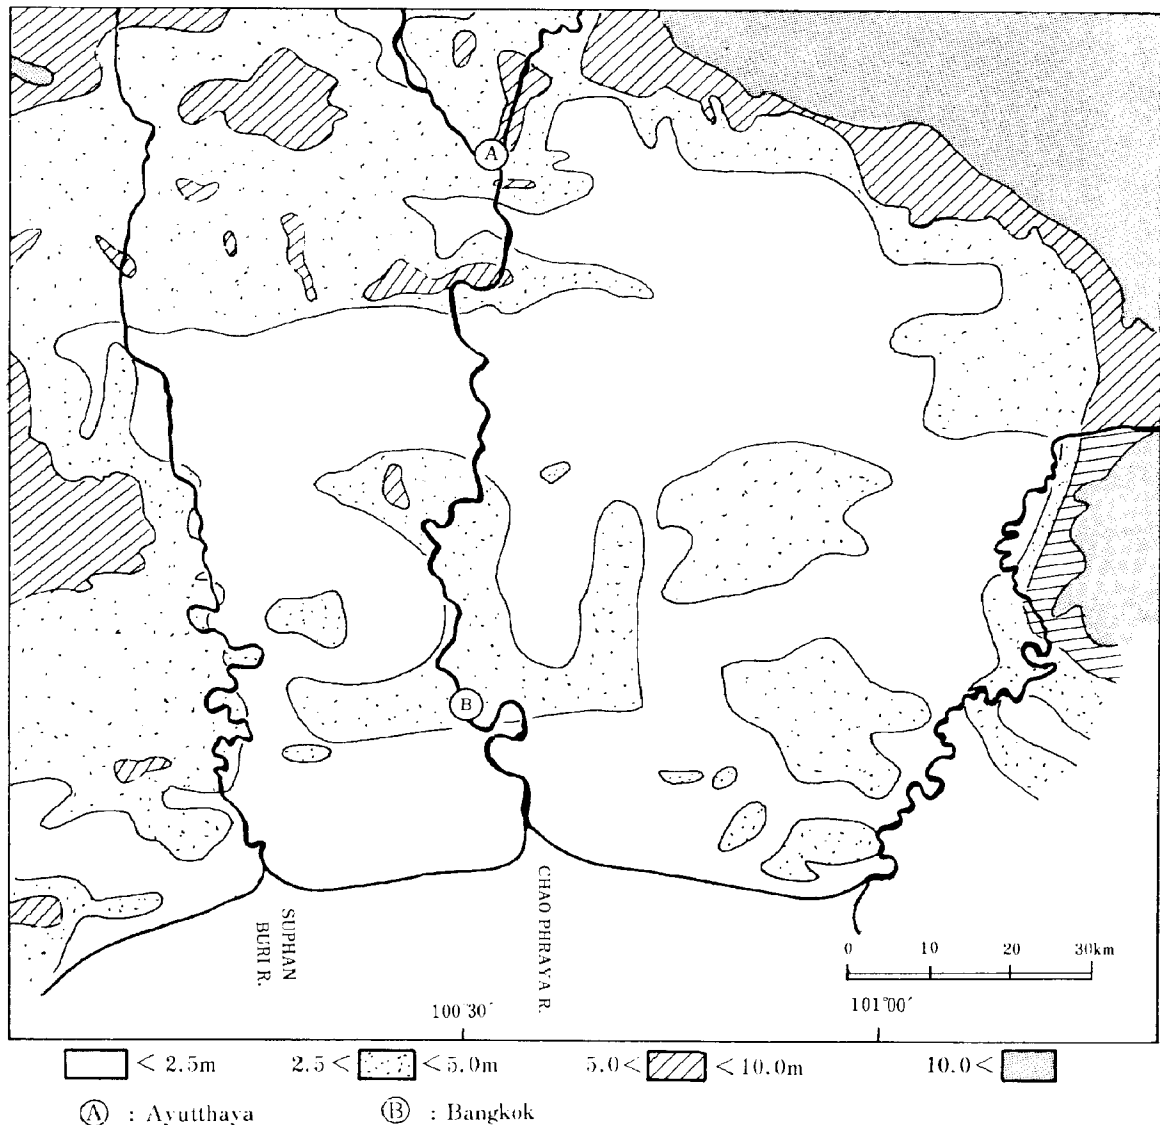 A
B
SUPHAN
BURI R.
CHAO PHRAYA R.
0 10 20 30km
100°30′
101°00′
< 2.5m 2.5< <5.0m 5.0< <10.0m 10.0<
A : Ayutthaya B : Bangkok